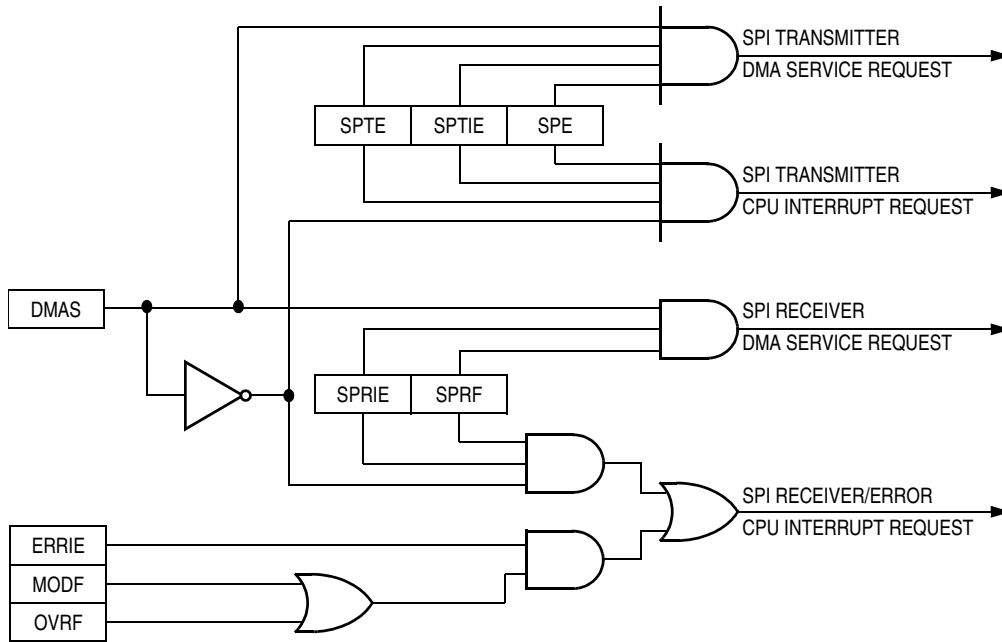 SPI TRANSMITTER
DMA SERVICE REQUEST
SPTE
SPTIE
SPE
SPI TRANSMITTER
CPU INTERRUPT REQUEST
DMAS
SPI RECEIVER
DMA SERVICE REQUEST
SPRIE
SPRF
SPI RECEIVER/ERROR
CPU INTERRUPT REQUEST
ERRIE
MODF
OVRF